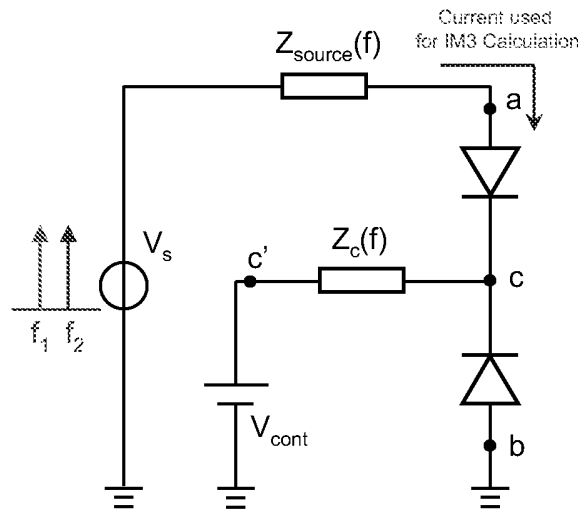 Current used
for IM3 Calculation
Z_source(f)
a
V_s
c'
Z_c(f)
c
f_1 f_2
V_cont
b